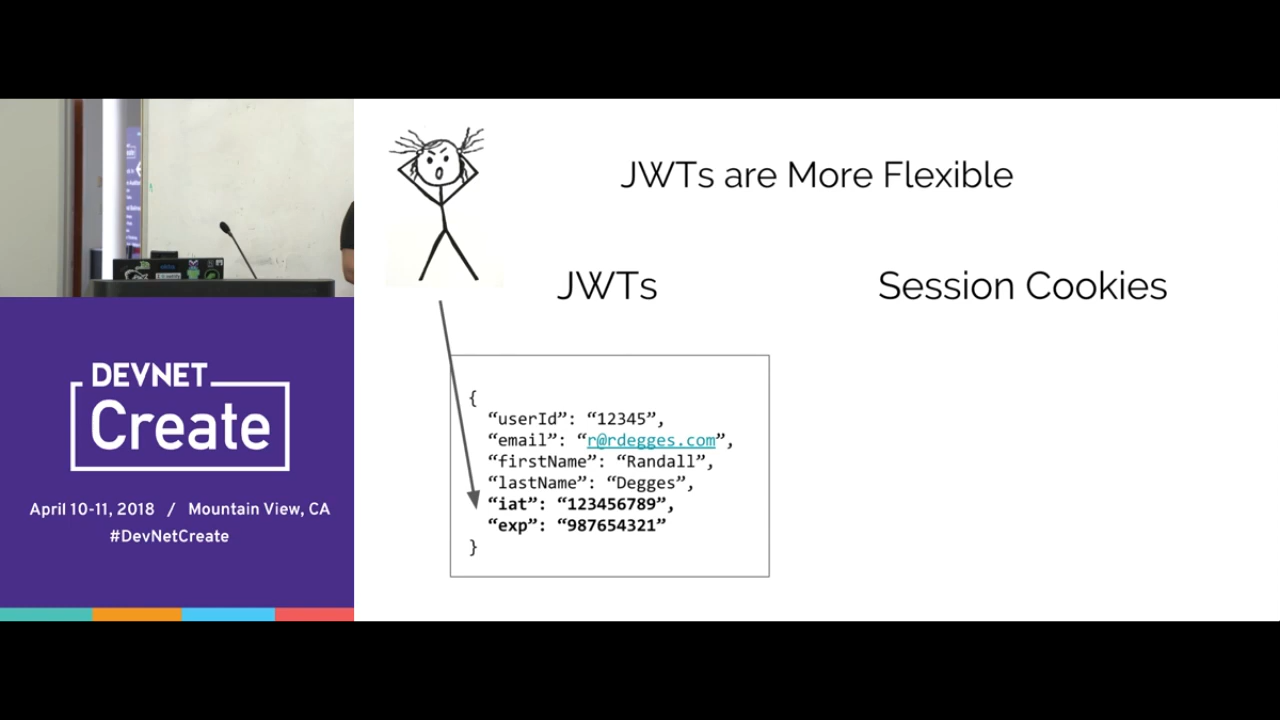 JWTs are More Flexible
JWTs
Session Cookies
{
“userId”: “12345”,
“email”: “r@rdegges.com”,
“firstName”: “Randall”,
“lastName”: “Degges”,
“iat”: “123456789”,
“exp”: “987654321”
}
DEVNET
Create
April 10-11, 2018 / Mountain View, CA
#DevNetCreate